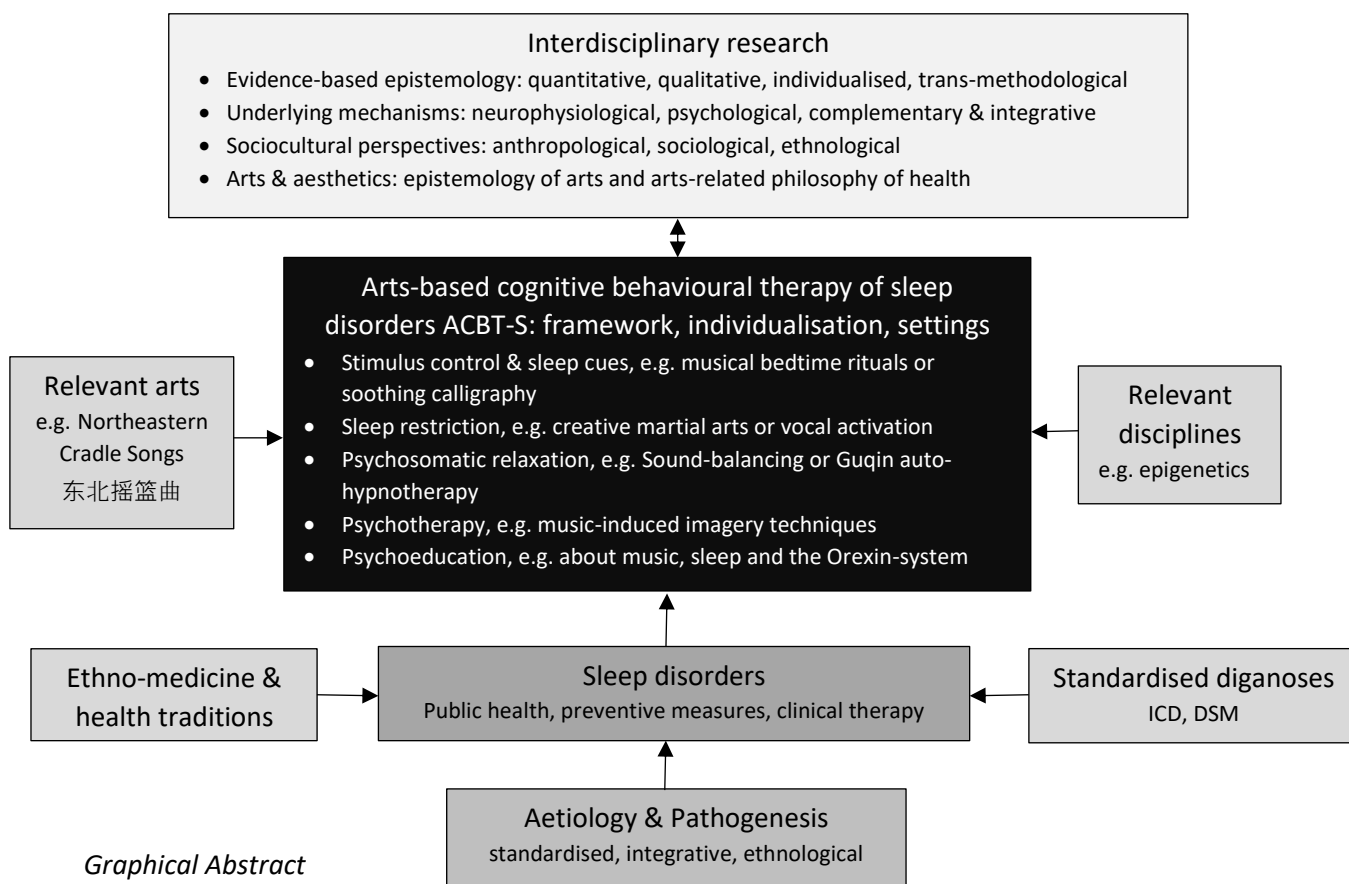 Interdisciplinary research
• Evidence-based epistemology: quantitative, qualitative, individualised, trans-methodological
• Underlying mechanisms: neurophysiological, psychological, complementary & integrative
• Sociocultural perspectives: anthropological, sociological, ethnological
• Arts & aesthetics: epistemology of arts and arts-related philosophy of health
Arts-based cognitive behavioural therapy of sleep
disorders ACBT-S: framework, individualisation, settings
• Stimulus control & sleep cues, e.g. musical bedtime rituals or
soothing calligraphy
• Sleep restriction, e.g. creative martial arts or vocal activation
• Psychosomatic relaxation, e.g. Sound-balancing or Guqin auto-
hypnotherapy
• Psychotherapy, e.g. music-induced imagery techniques
• Psychoeducation, e.g. about music, sleep and the Orexin-system
Relevant arts
e.g. Northeastern
Cradle Songs
东北摇篮曲
Relevant
disciplines
e.g. epigenetics
Ethno-medicine &
health traditions
Sleep disorders
Public health, preventive measures, clinical therapy
Standardised diganoses
ICD, DSM
Aetiology & Pathogenesis
standardised, integrative, ethnological
Graphical Abstract